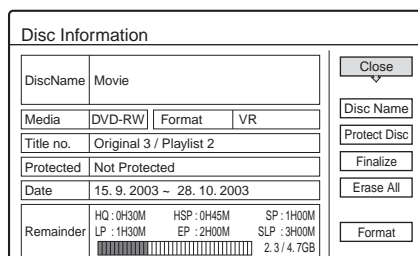 Disc Information
DiscName Movie
Media DVD-RW Format VR
Title no. Original 3 / Playlist 2
Protected Not Protected
Date 15. 9. 2003 ~ 28. 10. 2003
Remainder
HQ : 0H30M HSP : 0H45M SP : 1H00M
LP : 1H30M EP : 2H00M SLP : 3H00M
2. 3 / 4. 7GB
Close
Disc Name
Protect Disc
Finalize
Erase All
Format